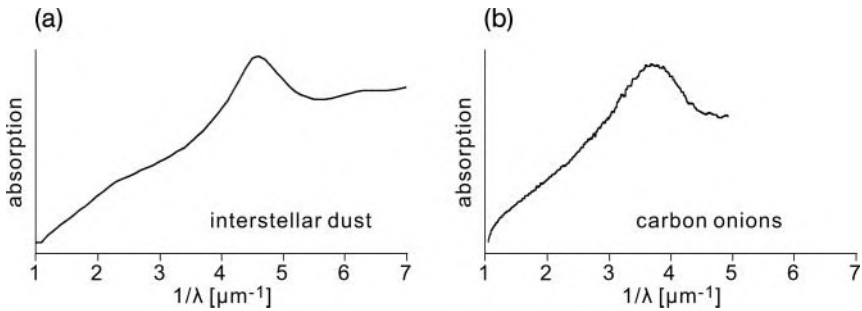 (a)
absorption
interstellar dust
1 2 3 4 5 6 7
1/λ [µm⁻¹]
(b)
absorption
carbon onions
1 2 3 4 5 6 7
1/λ [µm⁻¹]